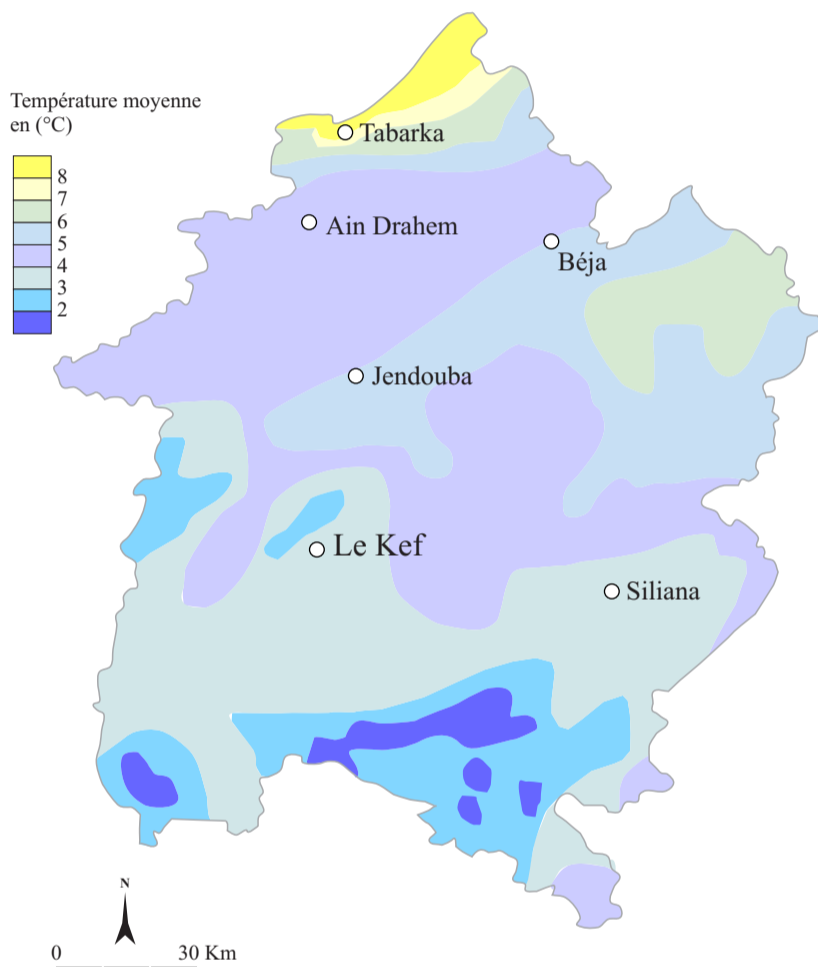 Température moyenne
en (°C)
8
7
6
5
4
3
2
Tabarka
Ain Drahem
Béja
Jendouba
Le Kef
Siliana
N
0 30 Km